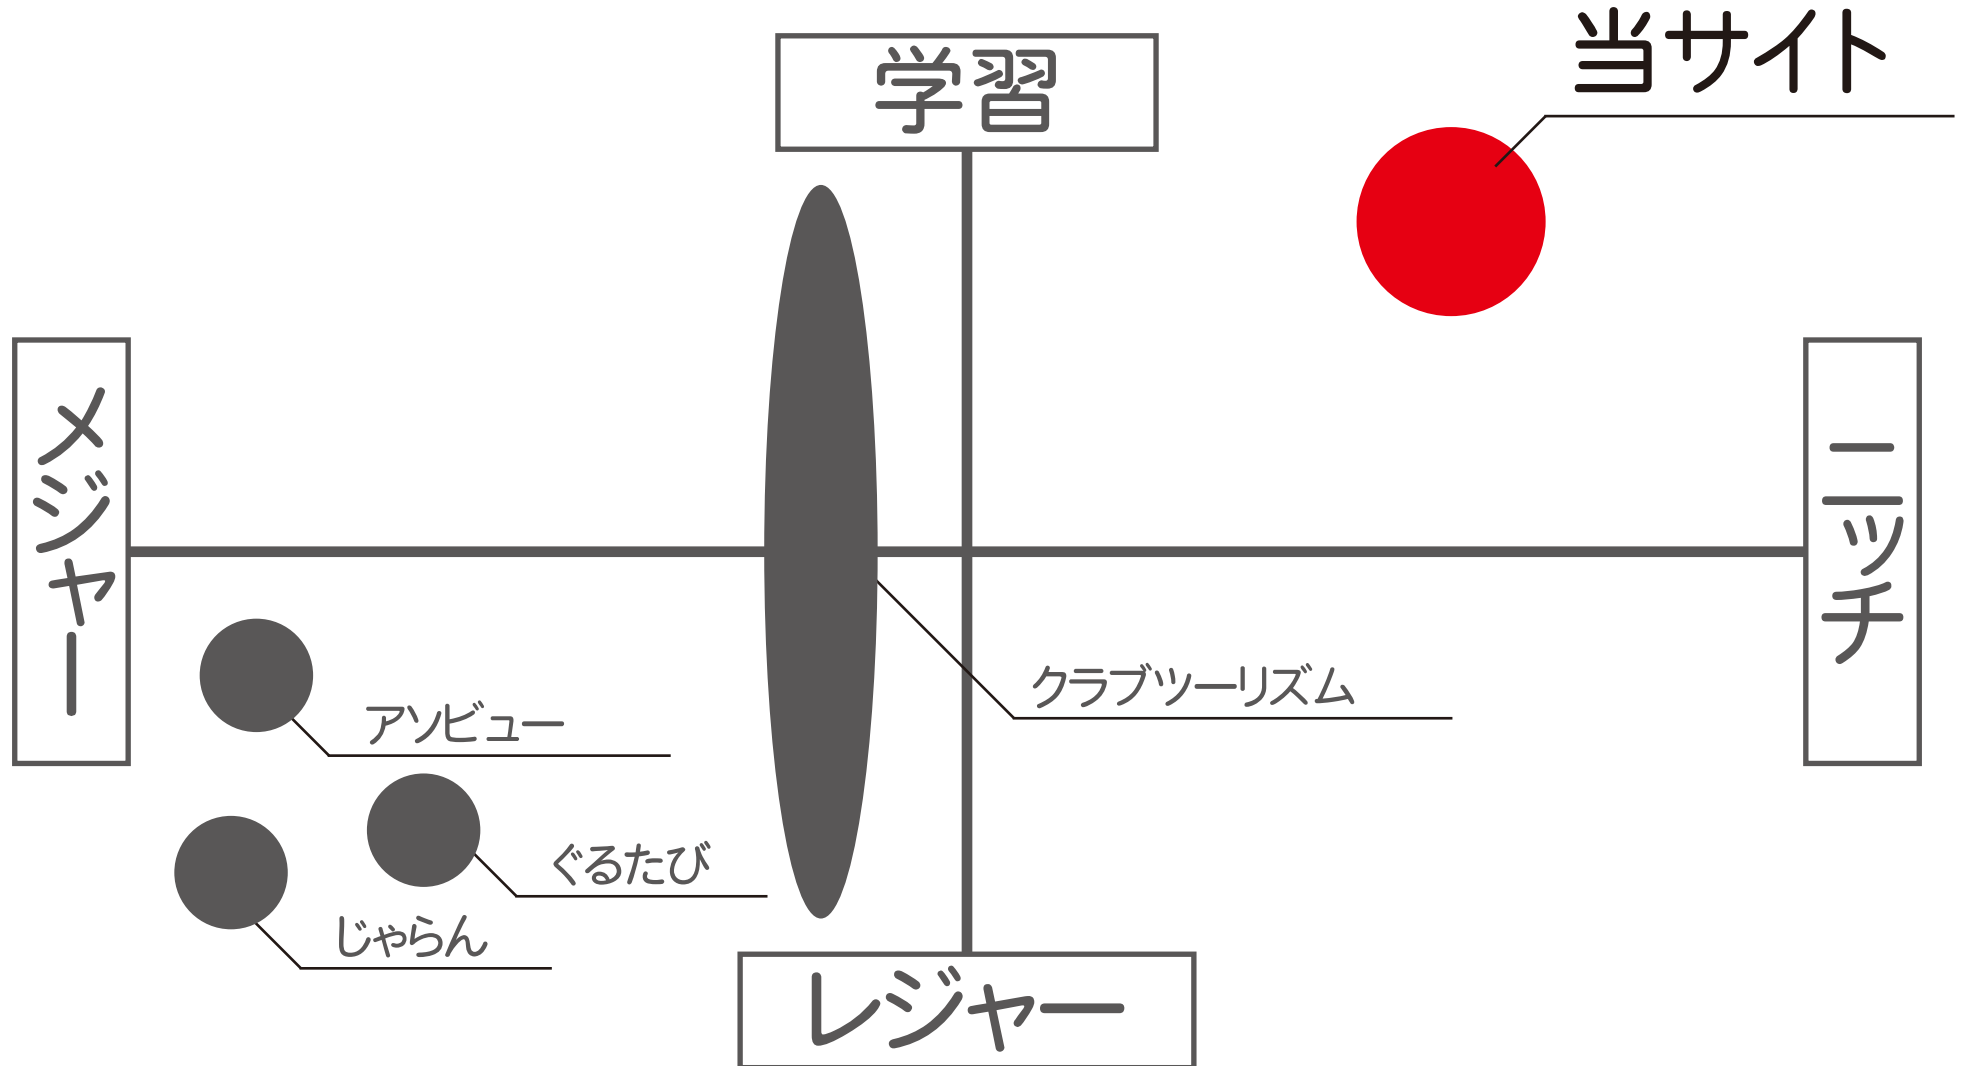 当サイト
学習
メジャー
ニッチ
クラブツーリズム
アソビュー
ぐるたび
じゃらん
レジャー